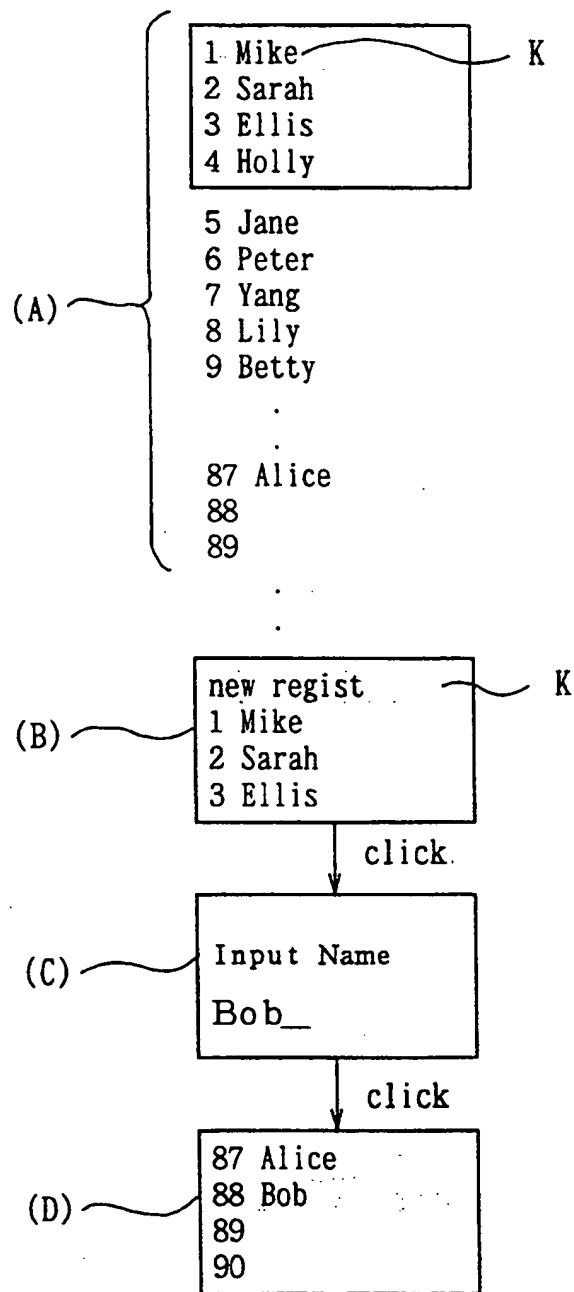 1 Mike K
2 Sarah
3 Ellis
4 Holly
5 Jane
6 Peter
(A)
7 Yang
8 Lily
9 Betty
.
.
87 Alice
88
89
.
.
new regist K
(B)
1 Mike
2 Sarah
3 Ellis
click
(C)
Input Name
Bob_
click
87 Alice
(D)
88 Bob
89
90